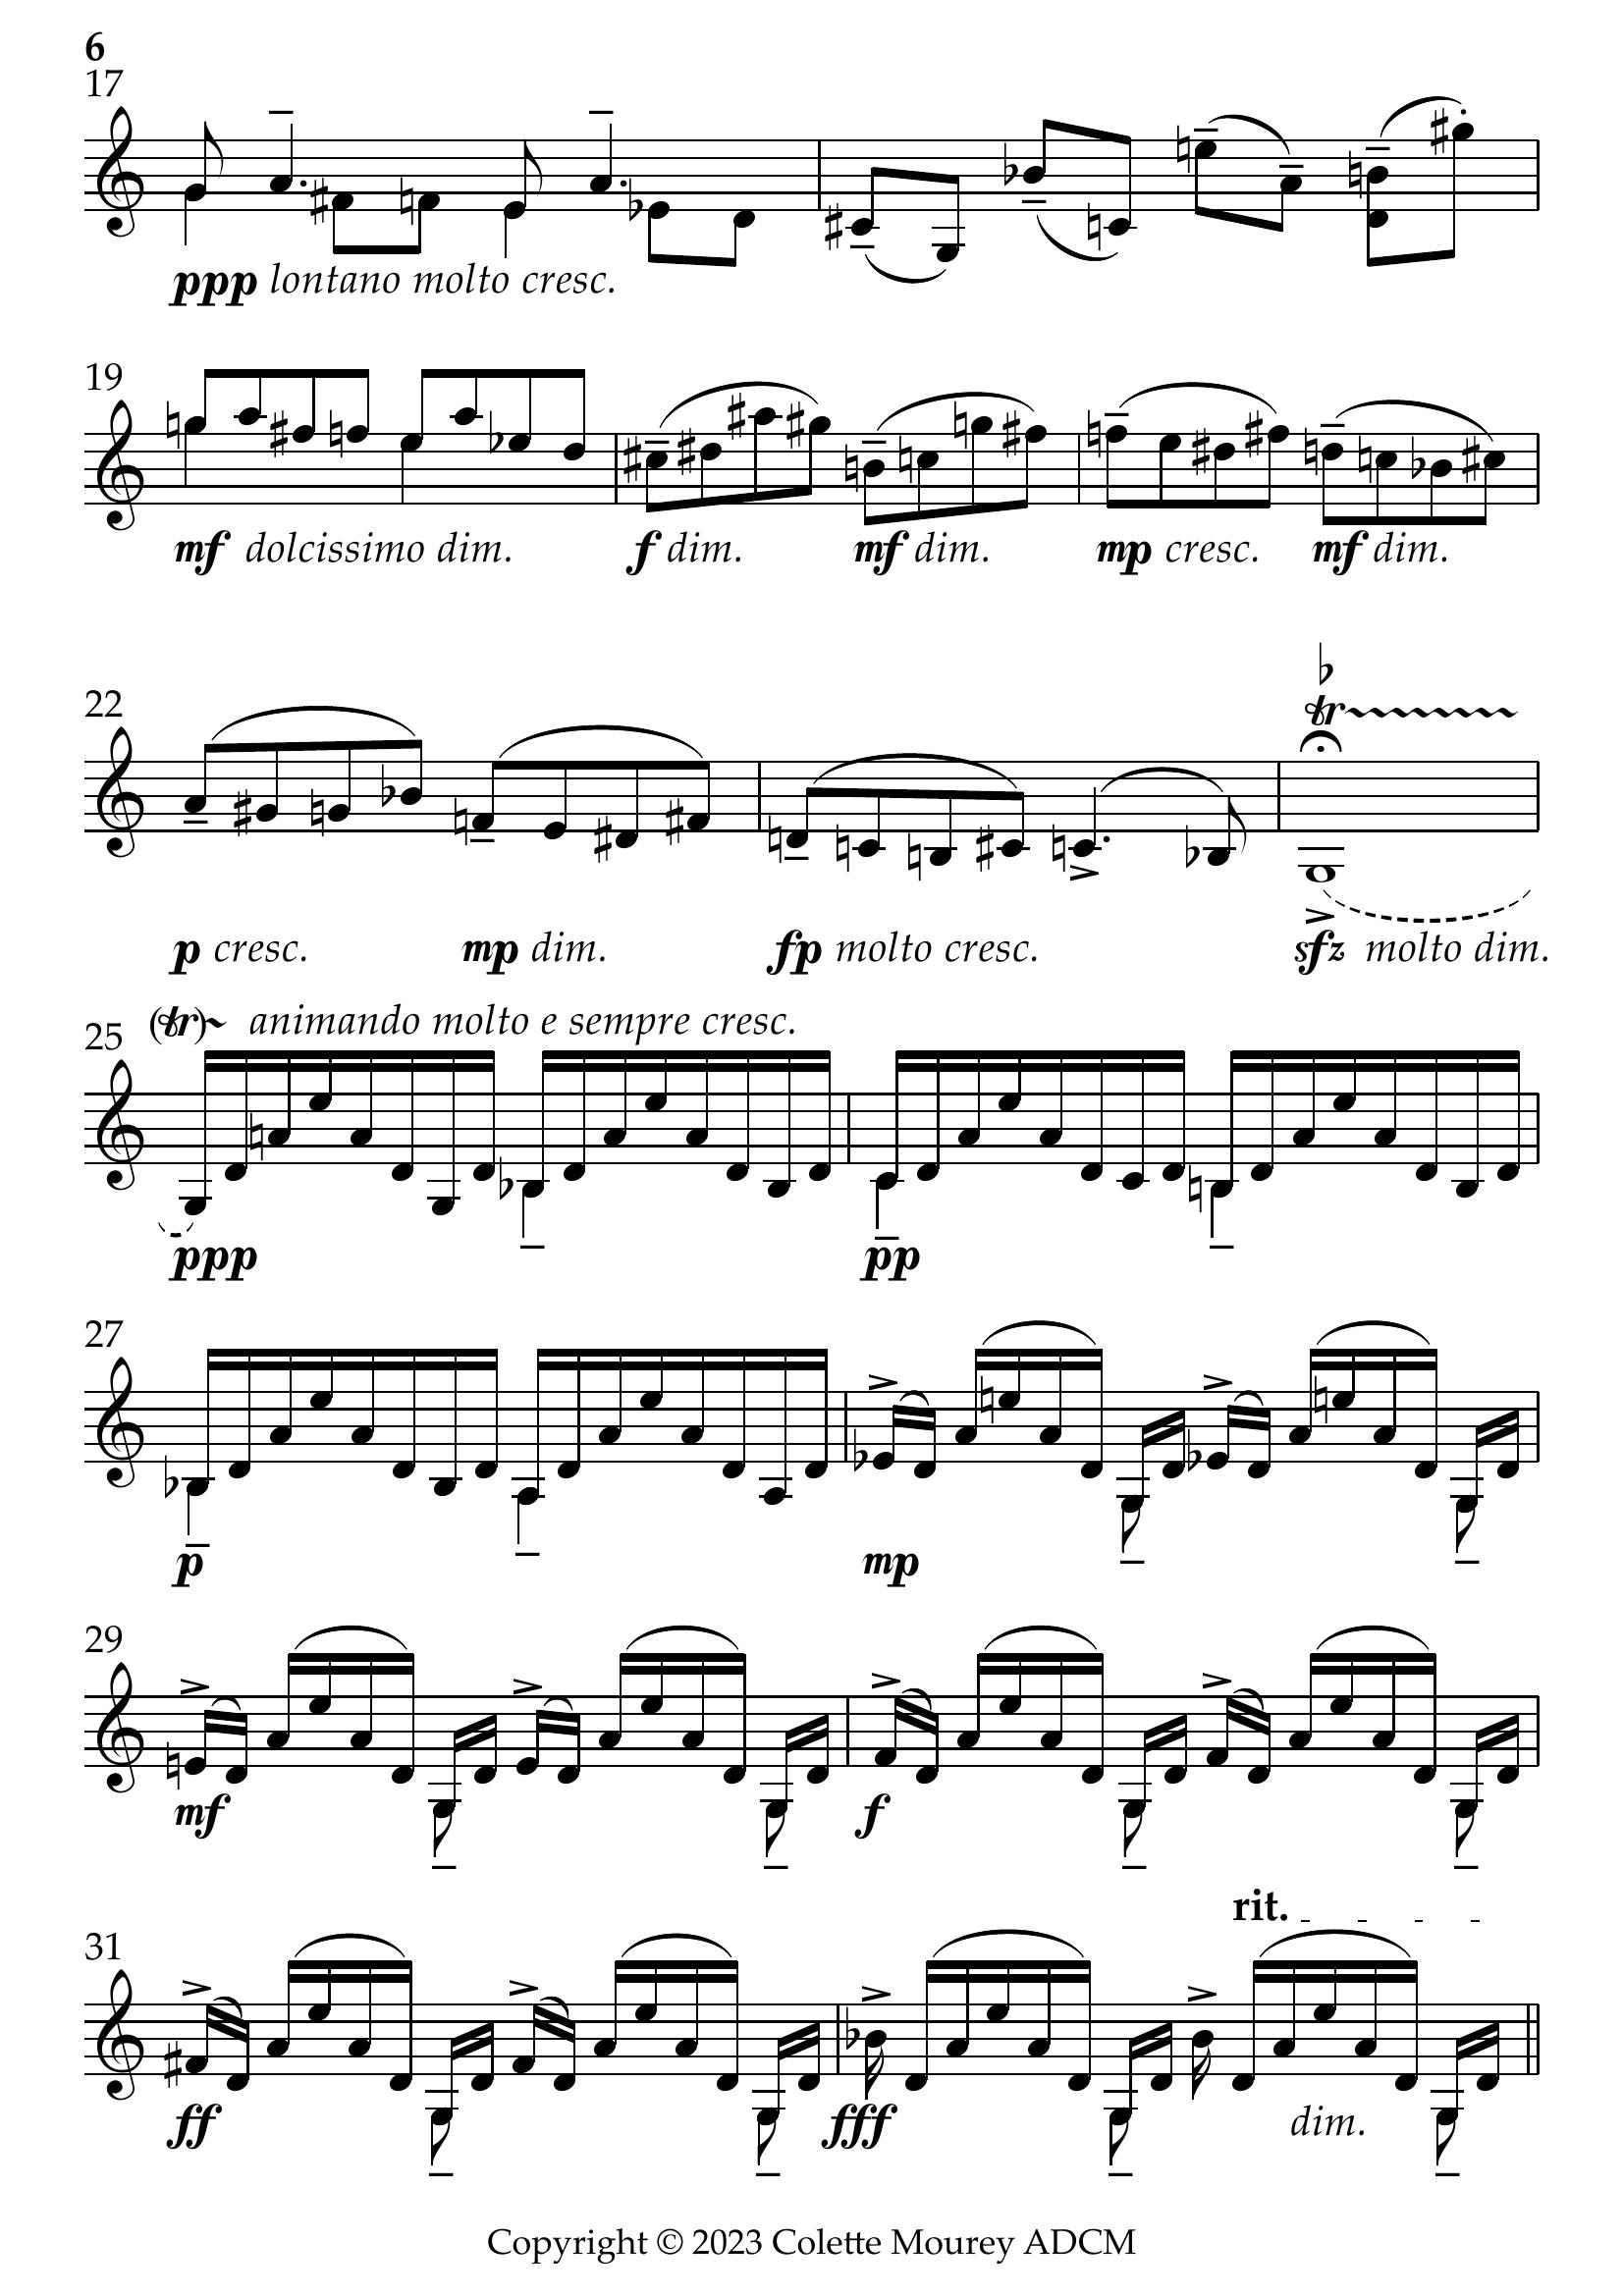 6
17
ppp lontano molto cresc.
19
mf dolcissimo dim. f dim. mf dim. mp cresc. mf dim.
22
tr
p cresc. mp dim. fp molto cresc. sfz molto dim.
25 (tr) animando molto e sempre cresc.
ppp pp
27
p mp
29
mf f
rit.
31
ff fff dim.
Copyright © 2023 Colette Mourey ADCM